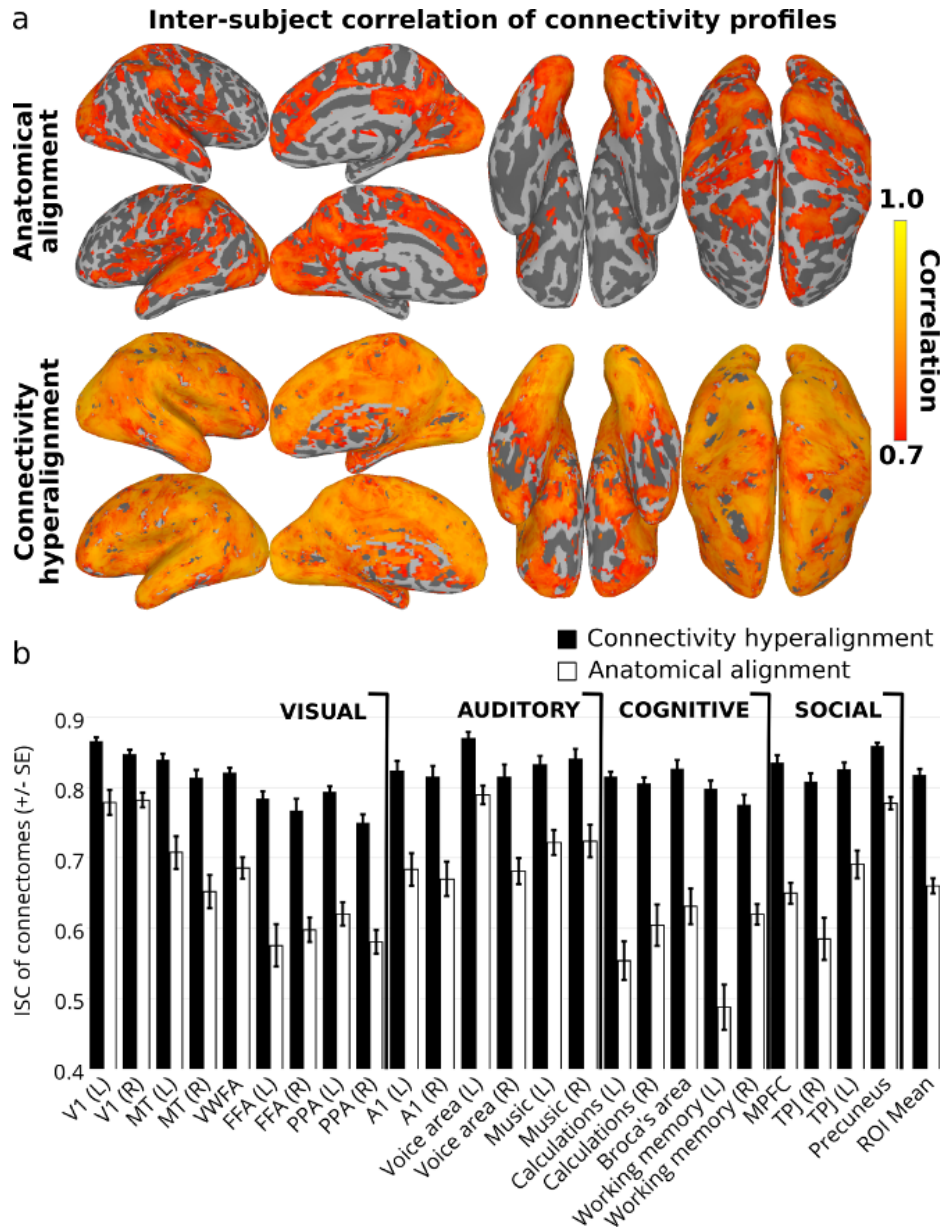 a
Inter-subject correlation of connectivity profiles
Anatomical
alignment
Connectivity
hyperalignment
1.0
Correlation
0.7
b
Connectivity hyperalignment
Anatomical alignment
VISUAL
AUDITORY
COGNITIVE
SOCIAL
ISC of connectomes (+/- SE)
0.9
0.8
0.7
0.6
0.5
0.4
V1 (L)
V1 (R)
MT (L)
MT (R)
VWFA
FFA (L)
FFA (R)
PPA (L)
PPA (R)
A1 (L)
A1 (R)
Voice area (L)
Voice area (R)
Music (L)
Music (R)
Calculations (L)
Calculations (R)
Broca's area
Working memory (L)
Working memory (R)
MPFC
TPJ (R)
TPJ (L)
Precuneus
ROI Mean